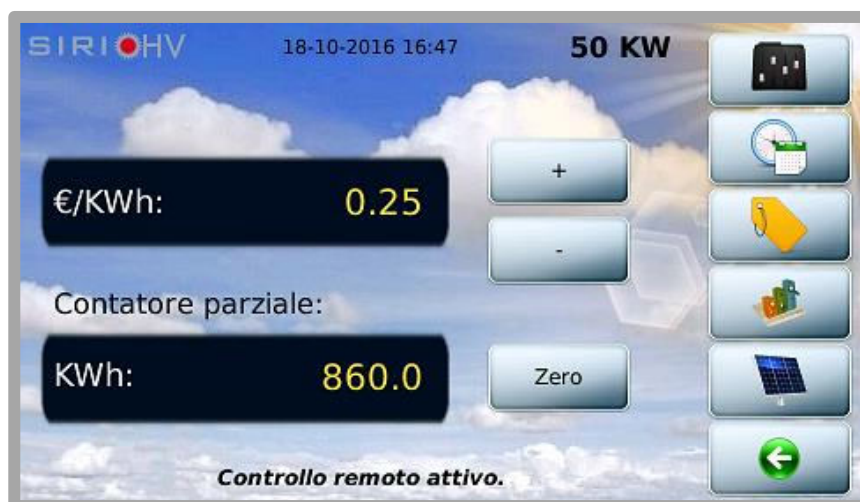 SIRIO HV 18-10-2016 16:47 50 KW
€/KWh: 0.25
+
-
Contatore parziale:
KWh: 860.0
Zero
Controllo remoto attivo.